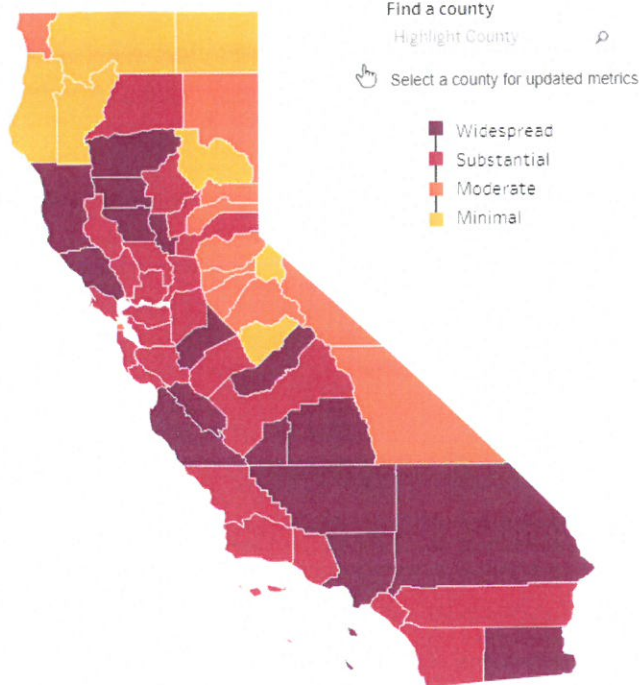 Find a county
Highlight County
Select a county for updated metrics
Widespread
Substantial
Moderate
Minimal